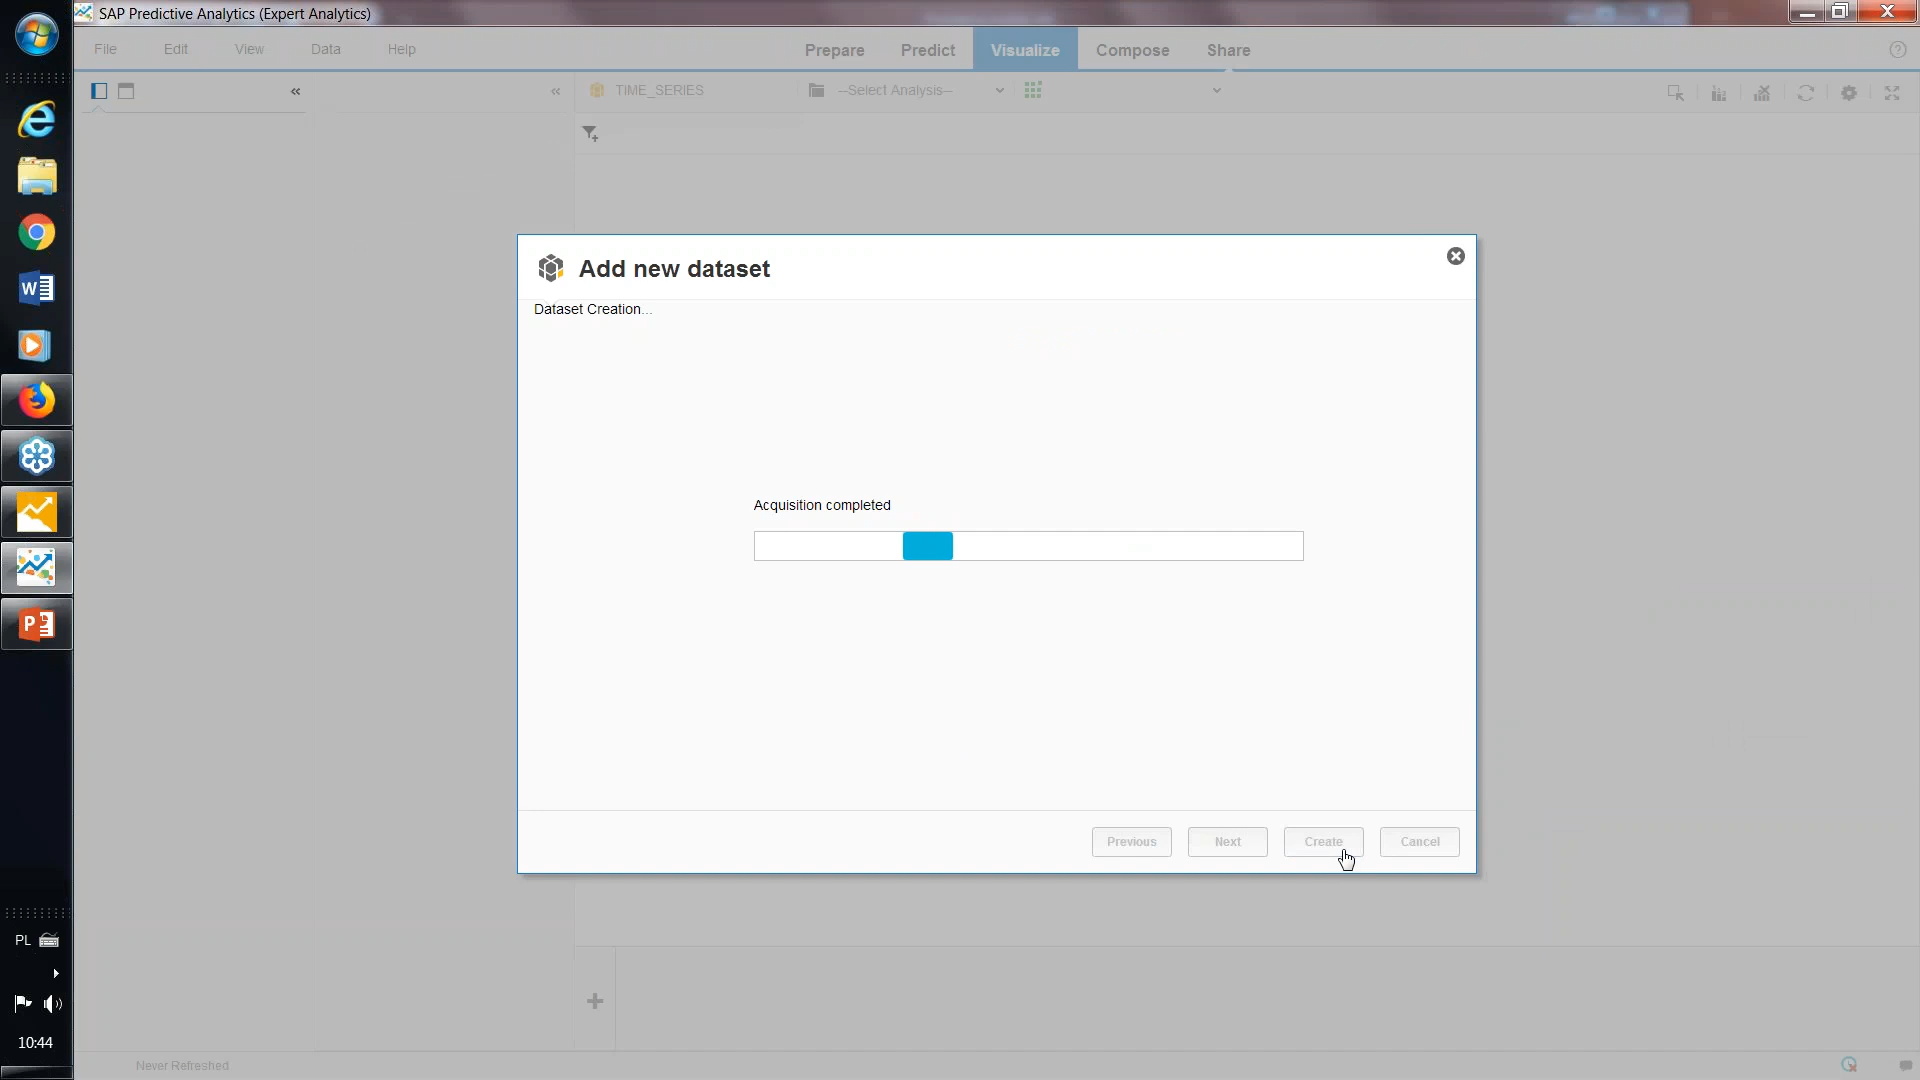 SAP Predictive Analytics (Expert Analytics)
File Edit View Data Help
Prepare Predict Visualize Compose Share
TIME_SERIES --Select Analysis--
Add new dataset
Dataset Creation...
Acquisition completed
Previous Next Create Cancel
PL
10:44
Never Refreshed